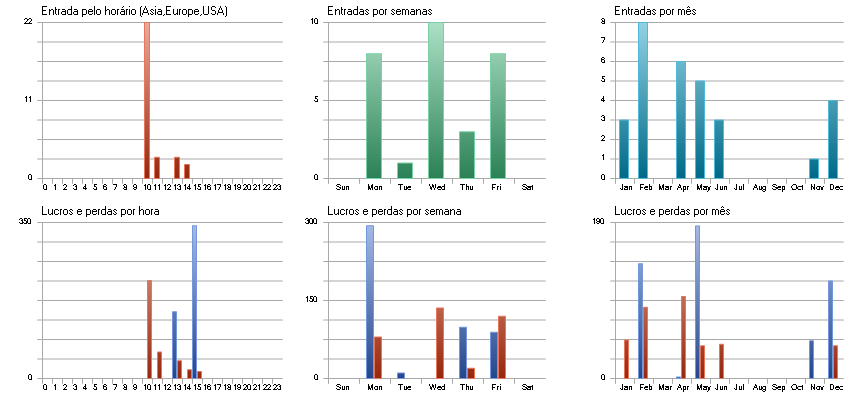 Entrada pelo horário (Asia,Europe,USA)
22
11
0
0 1 2 3 4 5 6 7 8 9 10 11 12 13 14 15 16 17 18 19 20 21 22 23
Entradas por semanas
10
5
0
Sun Mon Tue Wed Thu Fri Sat
Entradas por mês
8
7
6
5
4
3
2
1
0
Jan Feb Mar Apr May Jun Jul Aug Sep Oct Nov Dec
Lucros e perdas por hora
350
0
0 1 2 3 4 5 6 7 8 9 10 11 12 13 14 15 16 17 18 19 20 21 22 23
Lucros e perdas por semana
300
150
0
Sun Mon Tue Wed Thu Fri Sat
Lucros e perdas por mês
190
0
Jan Feb Mar Apr May Jun Jul Aug Sep Oct Nov Dec